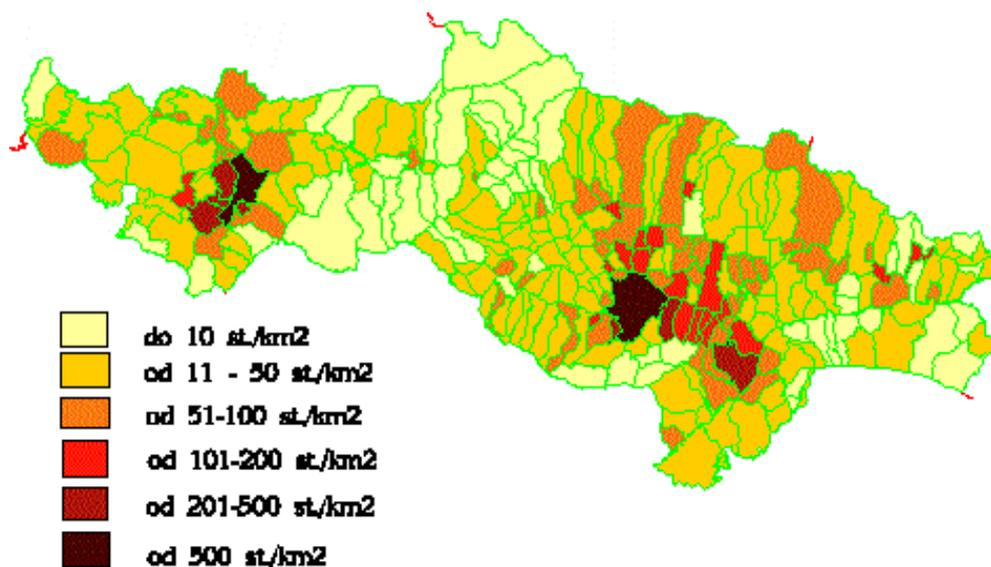 do 10 st./km2
od 11 - 50 st./km2
od 51-100 st./km2
od 101-200 st./km2
od 201-500 st./km2
od 500 st./km2